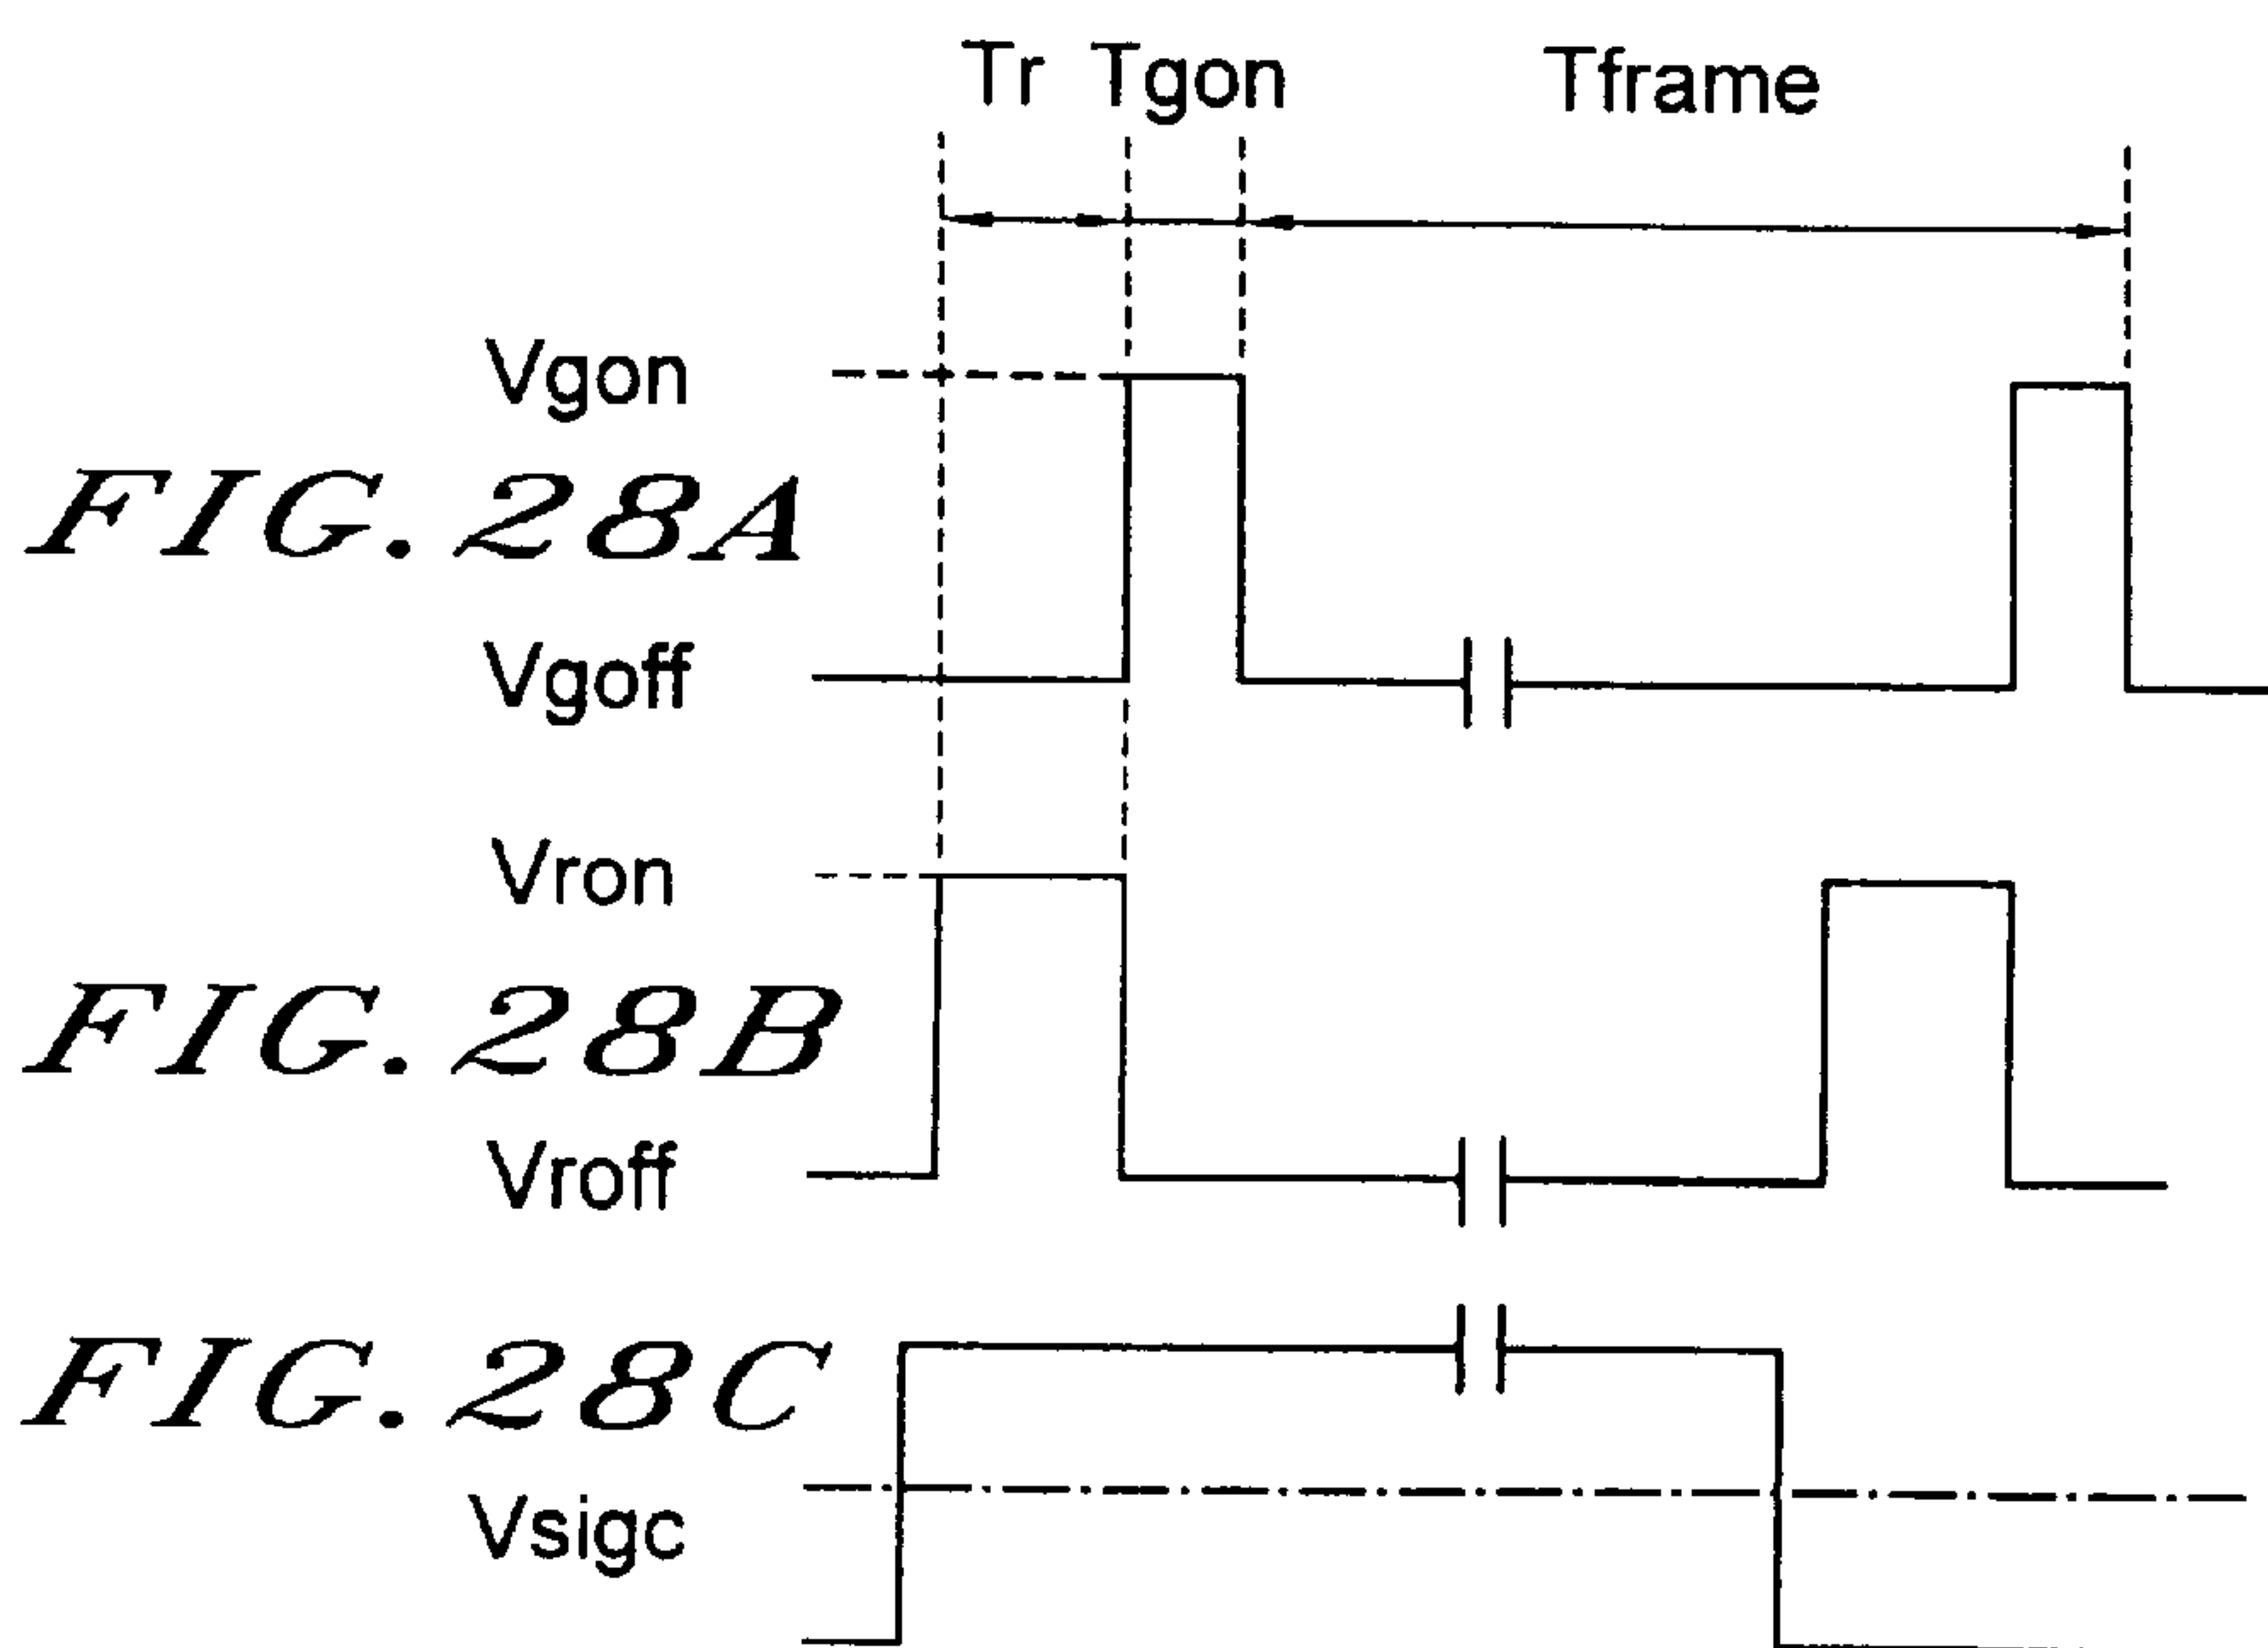 Tr Tgon Tframe
Vgon
FIG. 28A
Vgoff
Vron
FIG. 28B
Vroff
FIG. 28C
Vsigc